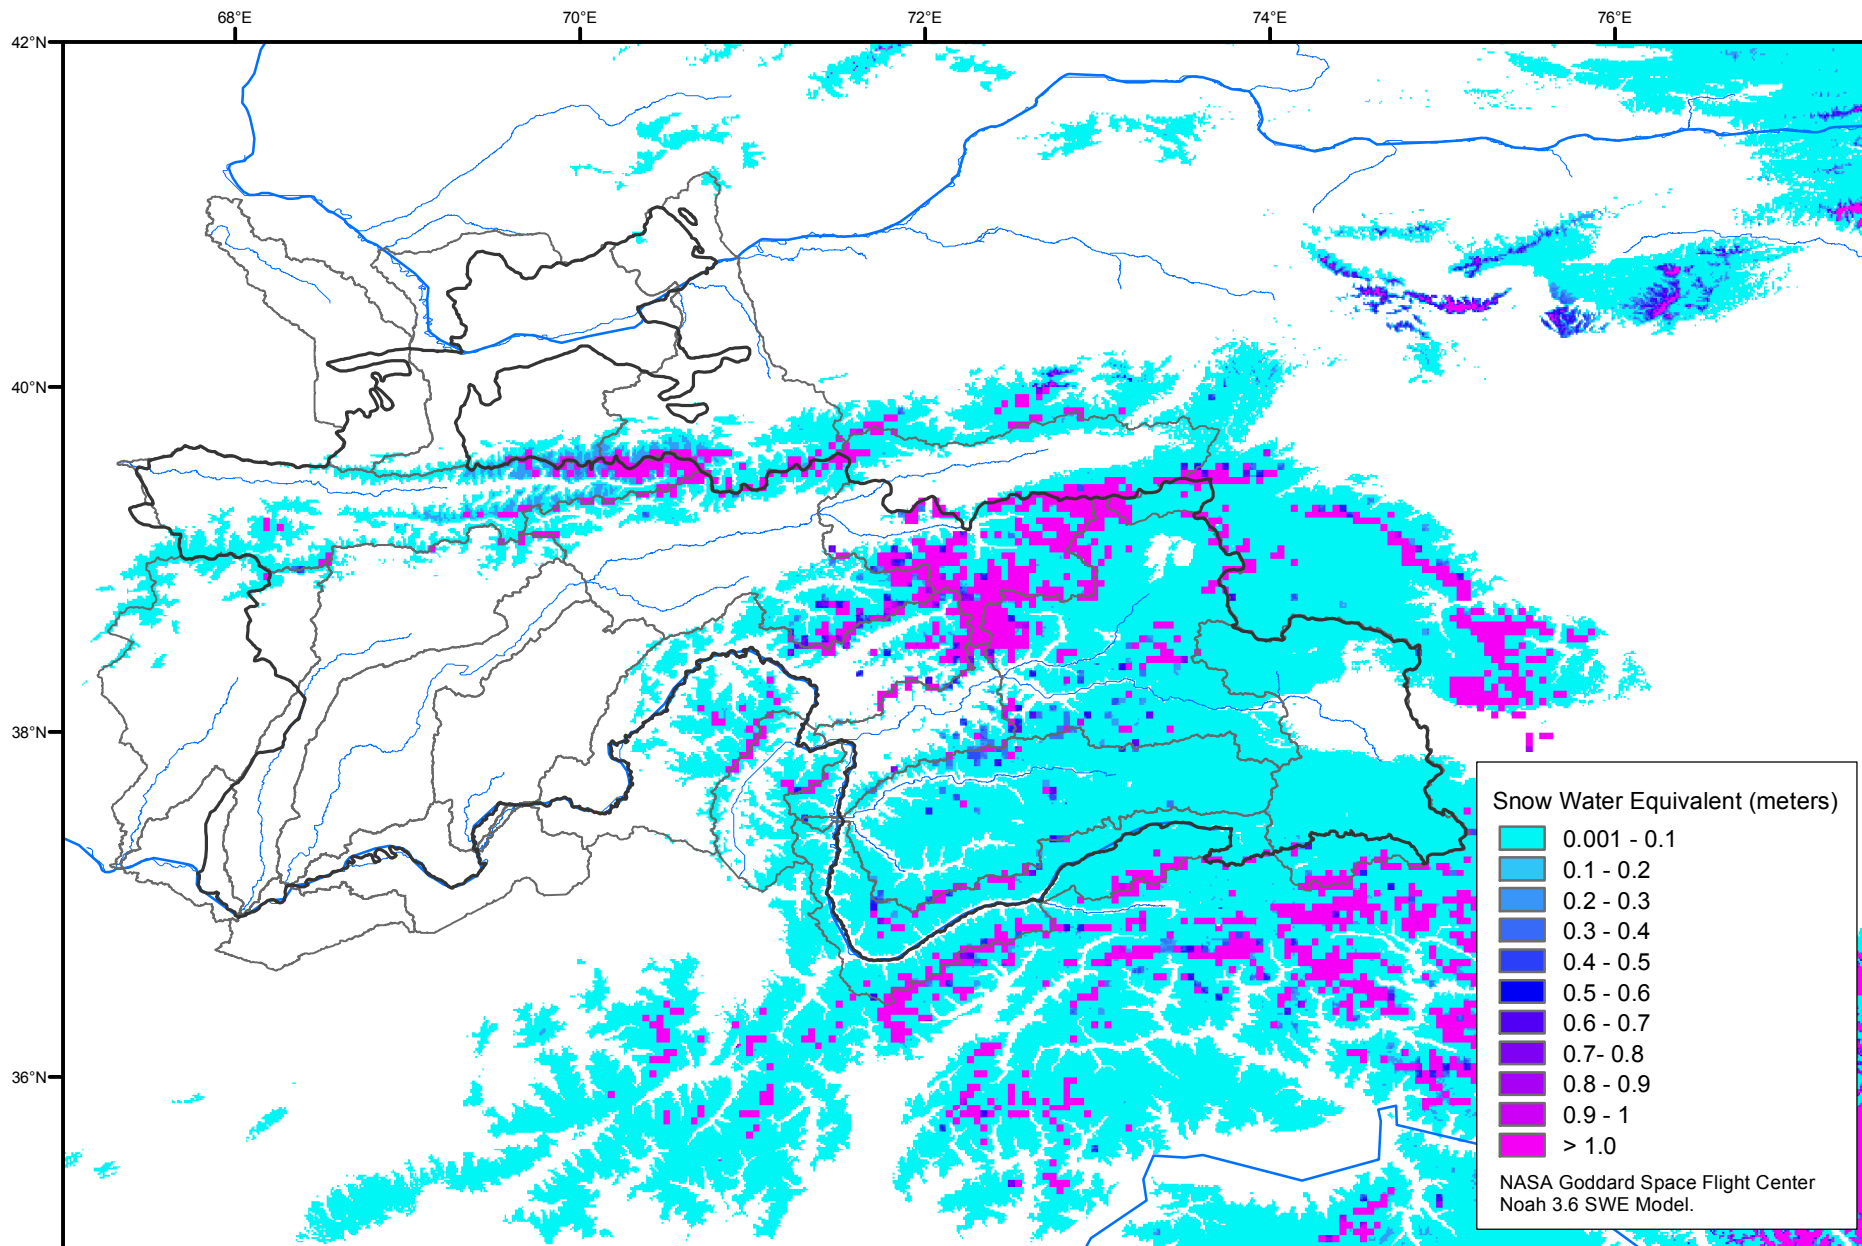 68°E 70°E 72°E 74°E 76°E
42°N
40°N
38°N
36°N
Snow Water Equivalent (meters)
0.001 - 0.1
0.1 - 0.2
0.2 - 0.3
0.3 - 0.4
0.4 - 0.5
0.5 - 0.6
0.6 - 0.7
0.7- 0.8
0.8 - 0.9
0.9 - 1
> 1.0
NASA Goddard Space Flight Center
Noah 3.6 SWE Model.